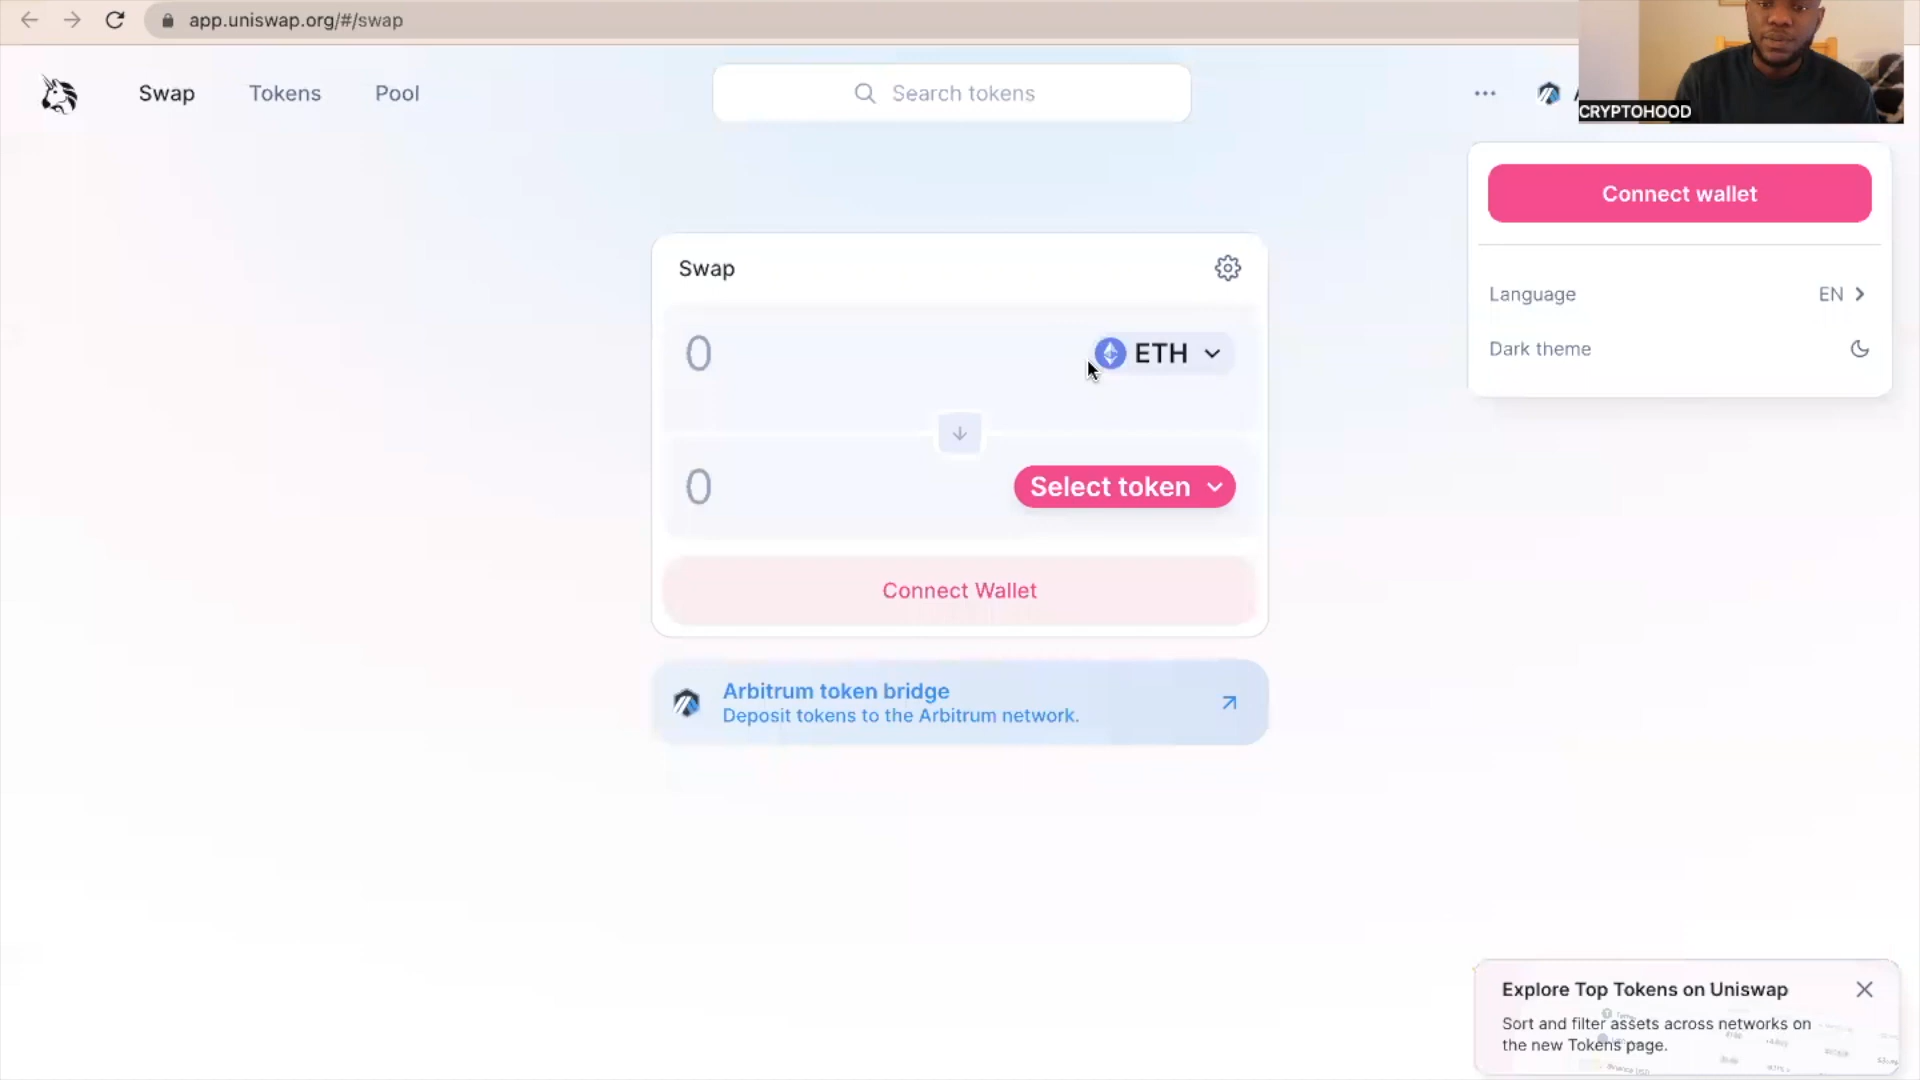 app.uniswap.org/#/swap
Swap
Tokens
Pool
Search tokens
CRYPTOHOOD
Connect wallet
Language
EN
Dark theme
Swap
0
ETH
0
Select token
Connect Wallet
Arbitrum token bridge
Deposit tokens to the Arbitrum network.
Explore Top Tokens on Uniswap
Sort and filter assets across networks on
the new Tokens page.